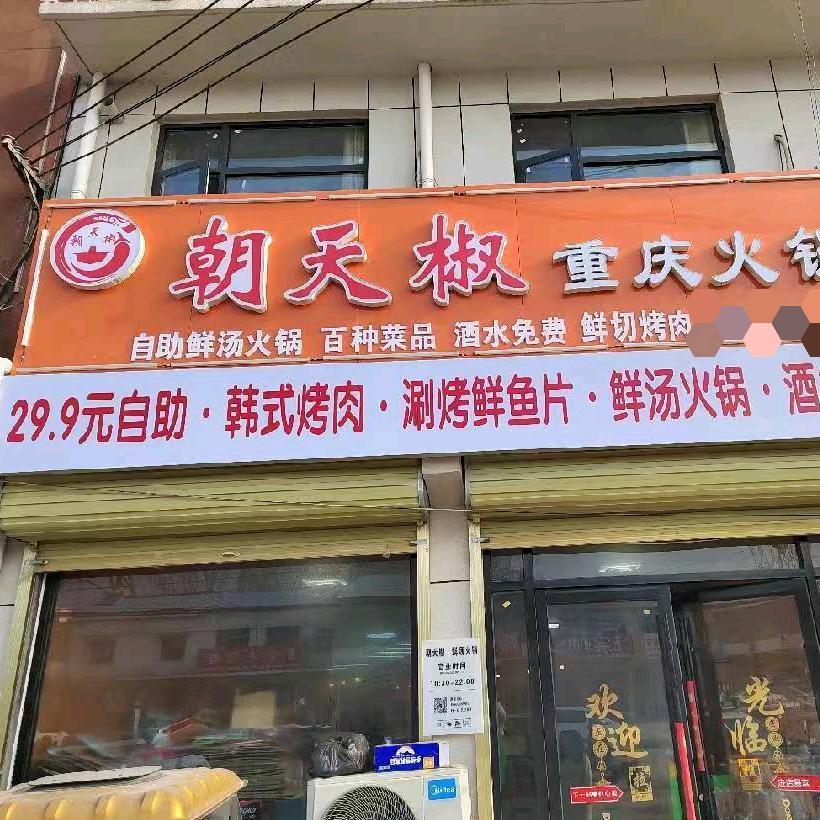 朝天椒
朝天椒 重庆火锅
自助鲜汤火锅 百种菜品 酒水免费 鲜切烤肉
29.9元自助·韩式烤肉·涮烤鲜鱼片·鲜汤火锅·酒
朝天椒 鲜汤火锅
营业时间
-22:00
欢迎
光临
Midea